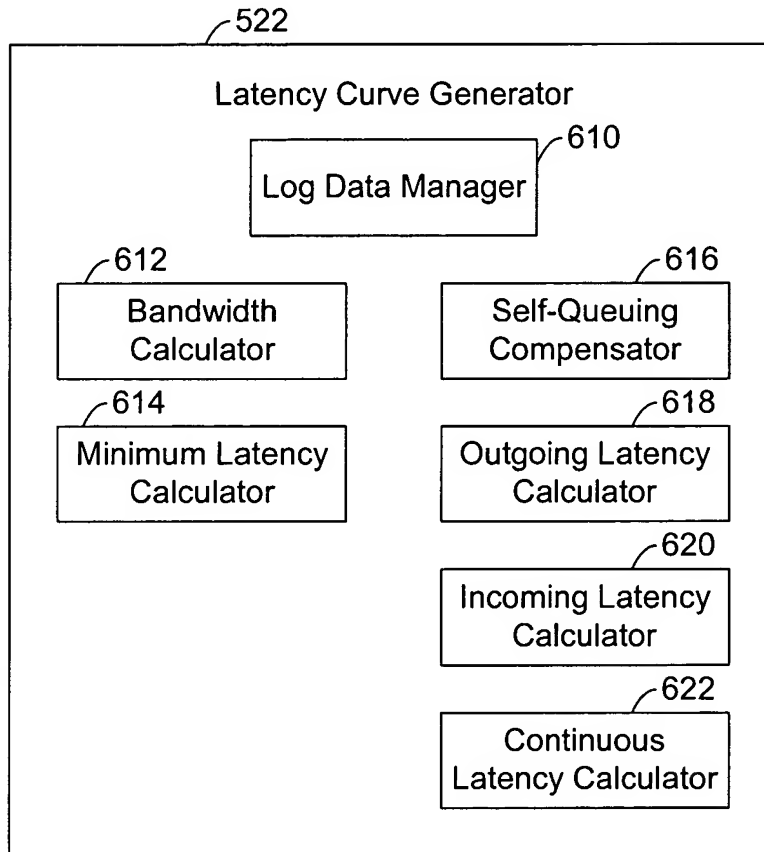 522
Latency Curve Generator
610
Log Data Manager
612
Bandwidth
Calculator
616
Self-Queuing
Compensator
614
Minimum Latency
Calculator
618
Outgoing Latency
Calculator
620
Incoming Latency
Calculator
622
Continuous
Latency Calculator